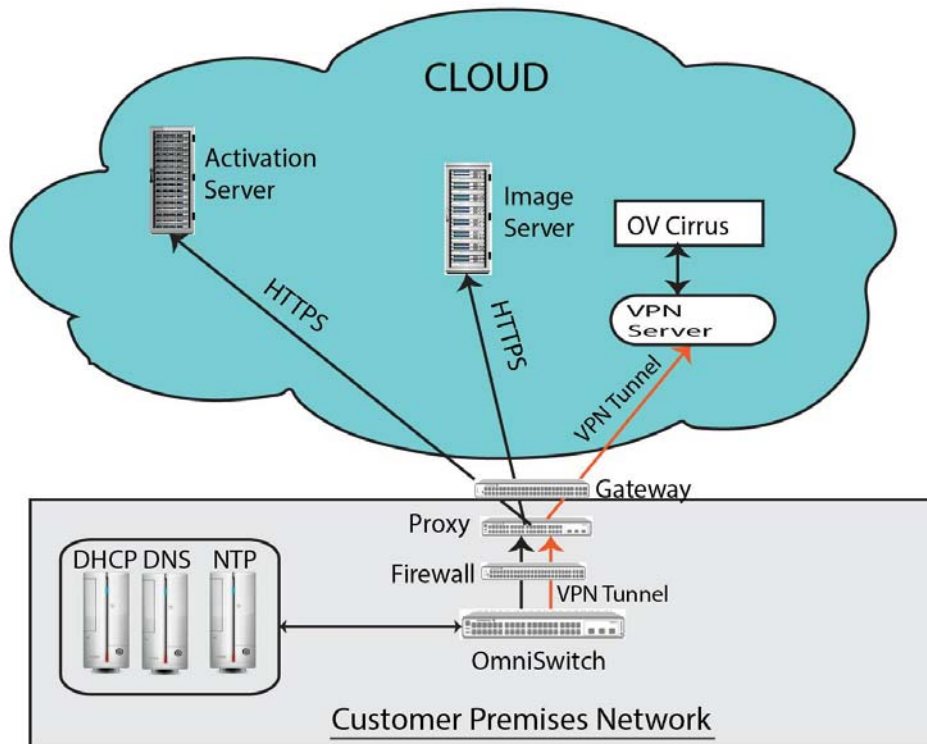 CLOUD
Activation
Server
Image
Server
OV Cirrus
VPN
Server
HTTPS
HTTPS
VPN Tunnel
Gateway
Proxy
Firewall
VPN Tunnel
OmniSwitch
DHCP DNS NTP
Customer Premises Network